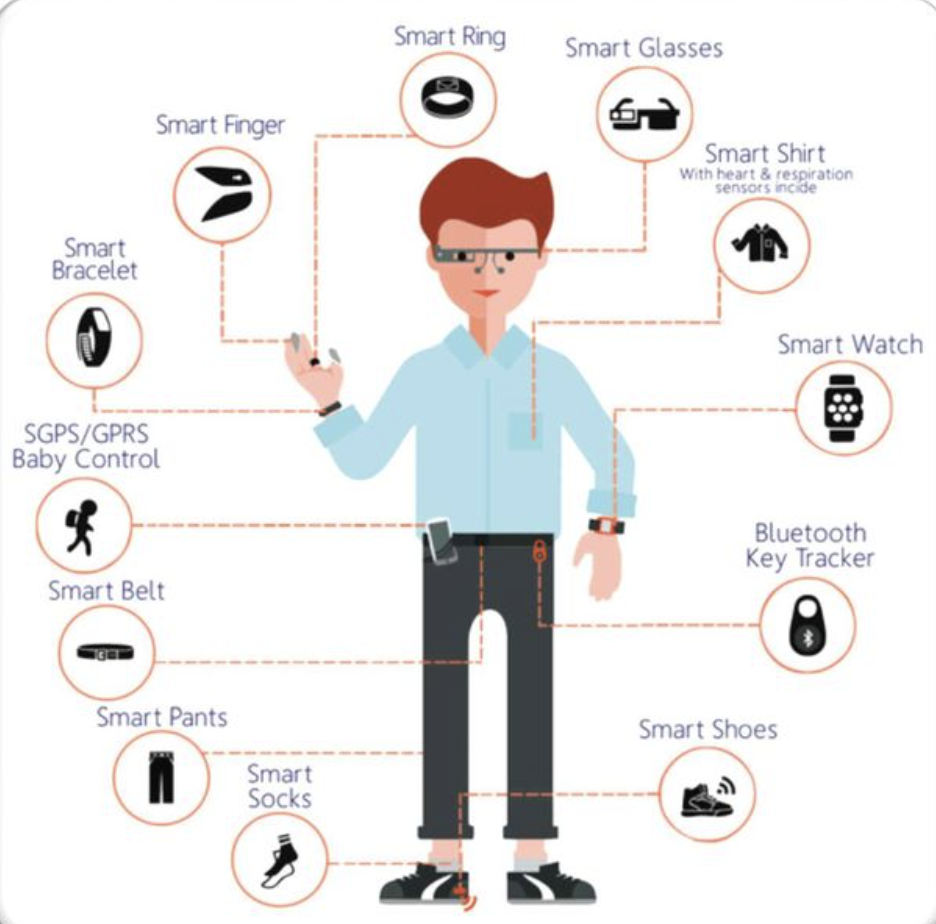 Smart Ring
Smart Glasses
Smart Finger
Smart Shirt
With heart & respiration
sensors incide
Smart
Bracelet
Smart Watch
SGPS/GPRS
Baby Control
Bluetooth
Key Tracker
Smart Belt
Smart Pants
Smart Shoes
Smart
Socks